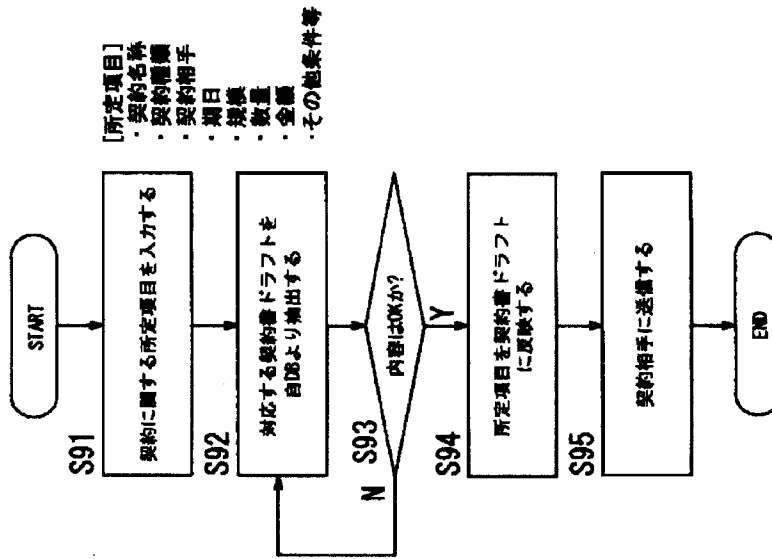 START
S91
契約に関する所定項目を入力する
[所定項目]
・契約名称
・契約種類
・契約相手
・期日
・規模
・数量
・金額
・その他条件等
S92
対応する契約書ドラフトを
自DBより抽出する
S93
内容はOKか?
N
Y
S94
所定項目を契約書ドラフト
に反映する
S95
契約相手に送信する
END